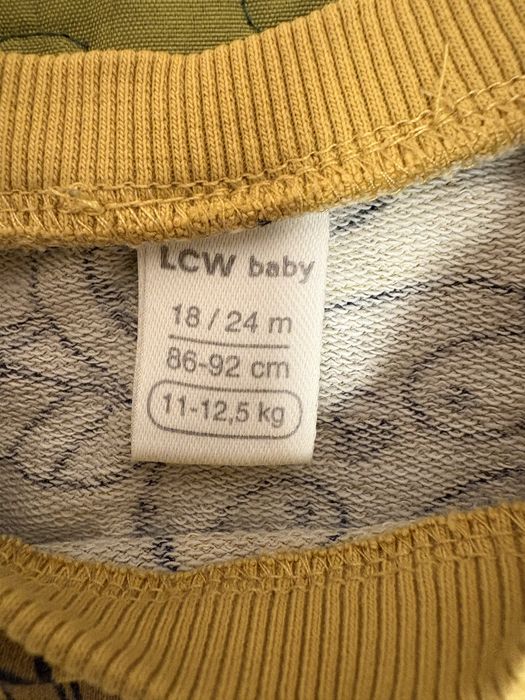 LCW baby
18 / 24 m
86-92 cm
11-12,5 kg